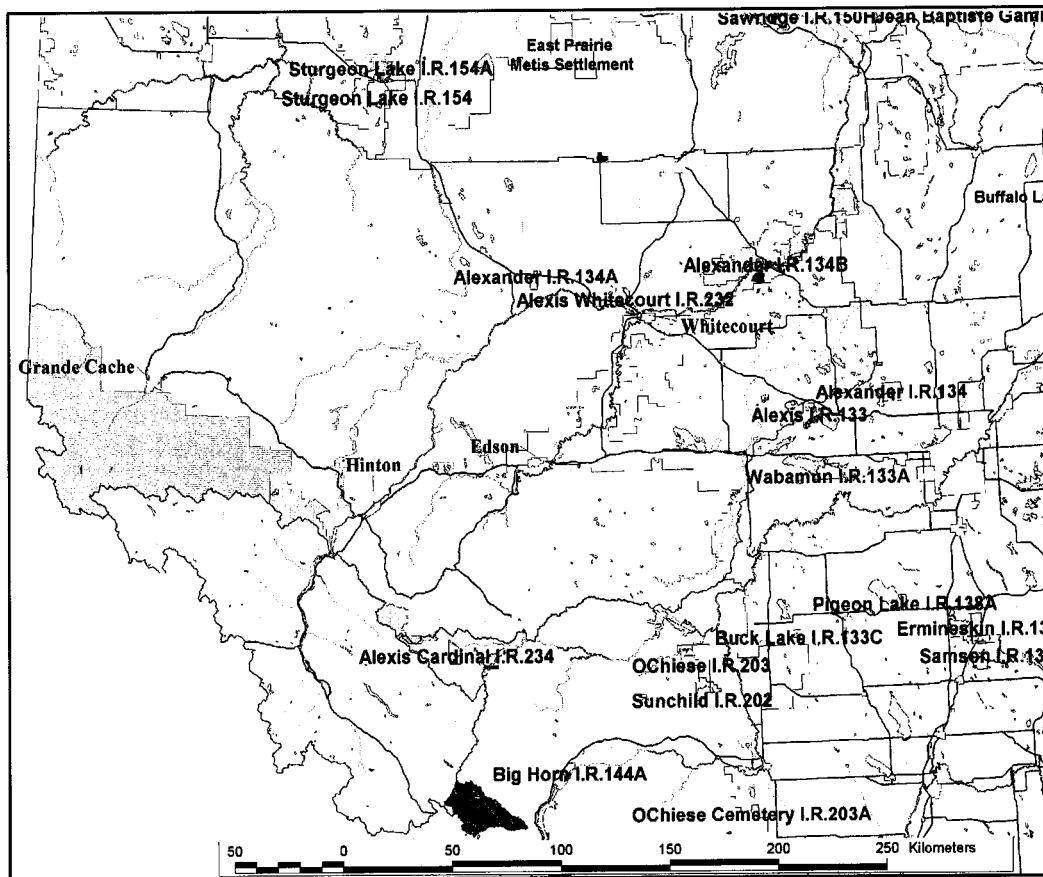 Sawridge I.R.150H Jean Baptiste Gam
East Prairie
Metis Settlement
Sturgeon Lake I.R.154A
Sturgeon Lake I.R.154
Buffalo La
Alexander I.R.134A
Alexander I.R.134B
Alexis Whitecourt I.R.232
Whitecourt
Grande Cache
Alexander I.R.134
Alexis I.R.133
Edson
Hinton
Wabamun I.R.133A
Pigeon Lake I.R.138A
Ermineskin I.R.13
Buck Lake I.R.133C
Samson I.R.13
Alexis Cardinal I.R.234
OChiese I.R.203
Sunchild I.R.202
Big Horn I.R.144A
OChiese Cemetery I.R.203A
50 0 50 100 150 200 250 Kilometers